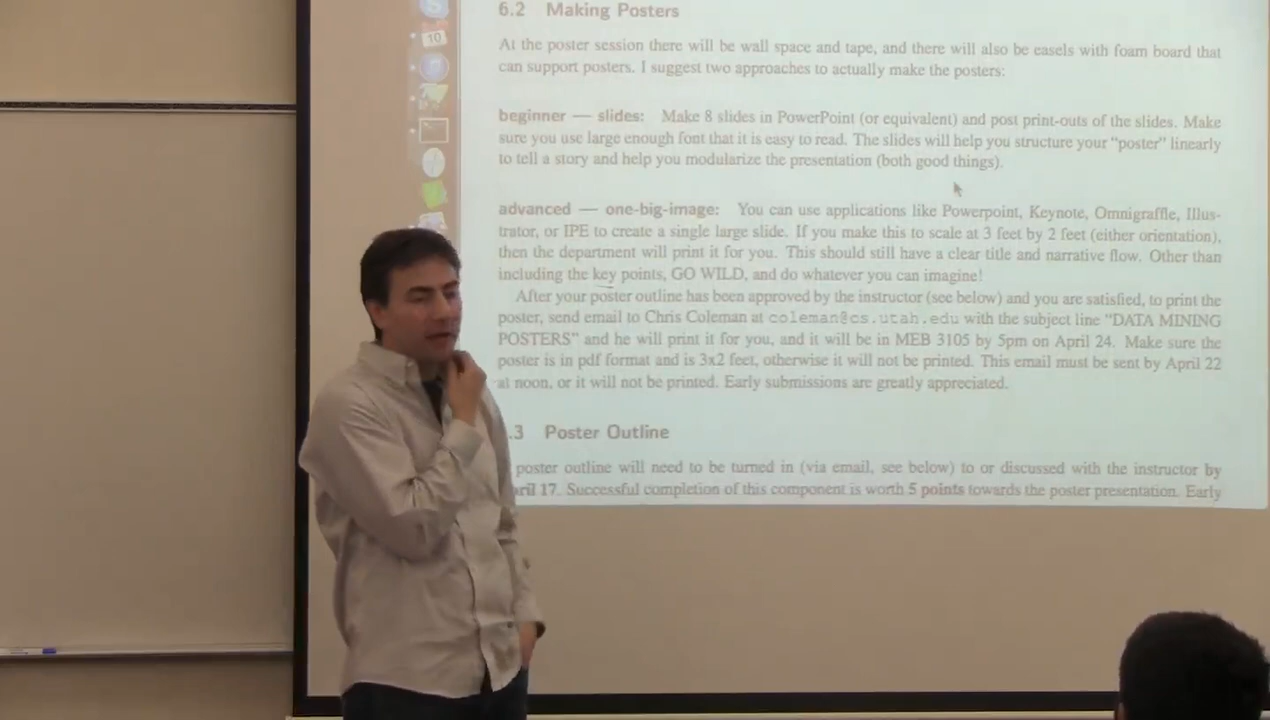 10
6.2 Making Posters
At the poster session there will be wall space and tape, and there will also be easels with foam board that
can support posters. I suggest two approaches to actually make the posters:
beginner — slides: Make 8 slides in PowerPoint (or equivalent) and post print-outs of the slides. Make
sure you use large enough font that it is easy to read. The slides will help you structure your "poster" linearly
to tell a story and help you modularize the presentation (both good things).
advanced — one-big-image: You can use applications like Powerpoint, Keynote, Omnigraffle, Illus-
trator, or IPE to create a single large slide. If you make this to scale at 3 feet by 2 feet (either orientation),
then the department will print it for you. This should still have a clear title and narrative flow. Other than
including the key points, GO WILD, and do whatever you can imagine!
After your poster outline has been approved by the instructor (see below) and you are satisfied, to print the
poster, send email to Chris Coleman at coleman@cs.utah.edu with the subject line "DATA MINING
POSTERS" and he will print it for you, and it will be in MEB 3105 by 5pm on April 24. Make sure the
poster is in pdf format and is 3x2 feet, otherwise it will not be printed. This email must be sent by April 22
at noon, or it will not be printed. Early submissions are greatly appreciated.
.3 Poster Outline
poster outline will need to be turned in (via email, see below) to or discussed with the instructor by
ril 17. Successful completion of this component is worth 5 points towards the poster presentation. Early